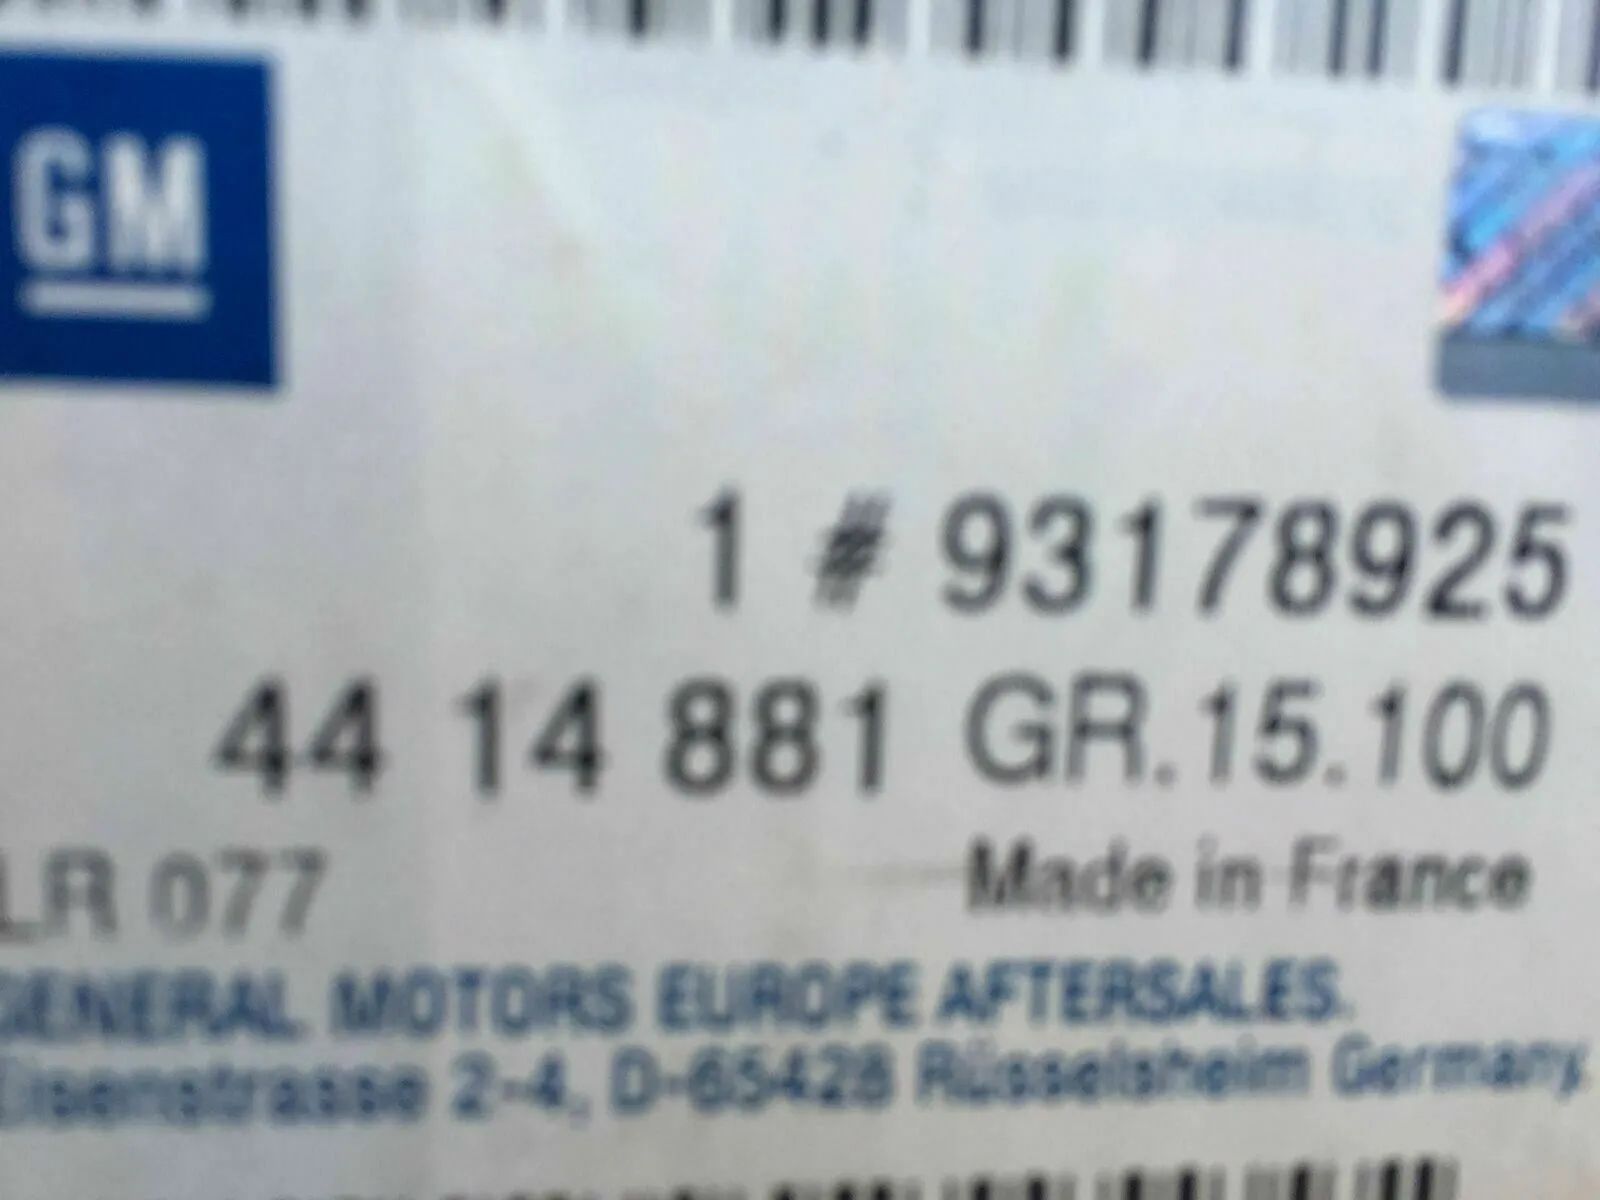 GM
1 # 93178925
44 14 881 GR.15.100
LR 077
Made in France
GENERAL MOTORS EUROPE AFTERSALES.
Eisenstrasse 2-4, D-65428 Rüsselsheim Germany